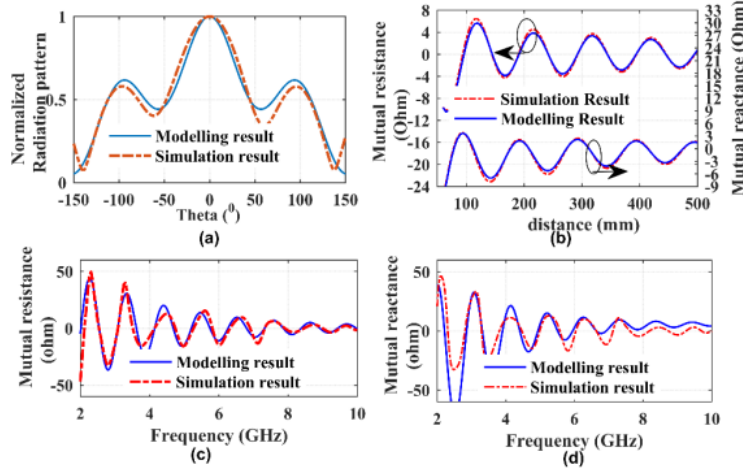 (a)
Normalized
Radiation pattern
1
0.5
0
-150 -100 -50 0 50 100 150
Theta (⁰)
Modelling result
Simulation result
(b)
Mutual resistance
(Ohm)
8
4
0
-4
-8
-12
-16
-20
-24
33
30
27
24
21
18
15
12
9
6
3
0
-3
-6
-9
Mutual reactance (Ohm)
100 200 300 400 500
distance (mm)
Simulation Result
Modelling Result
Mutual resistance
(ohm)
50
0
-50
2 4 6 8 10
Frequency (GHz)
Modelling result
Simulation result
(c)
Mutual reactance
(ohm)
50
0
-50
2 4 6 8 10
Frequency (GHz)
Modelling result
Simulation result
(d)